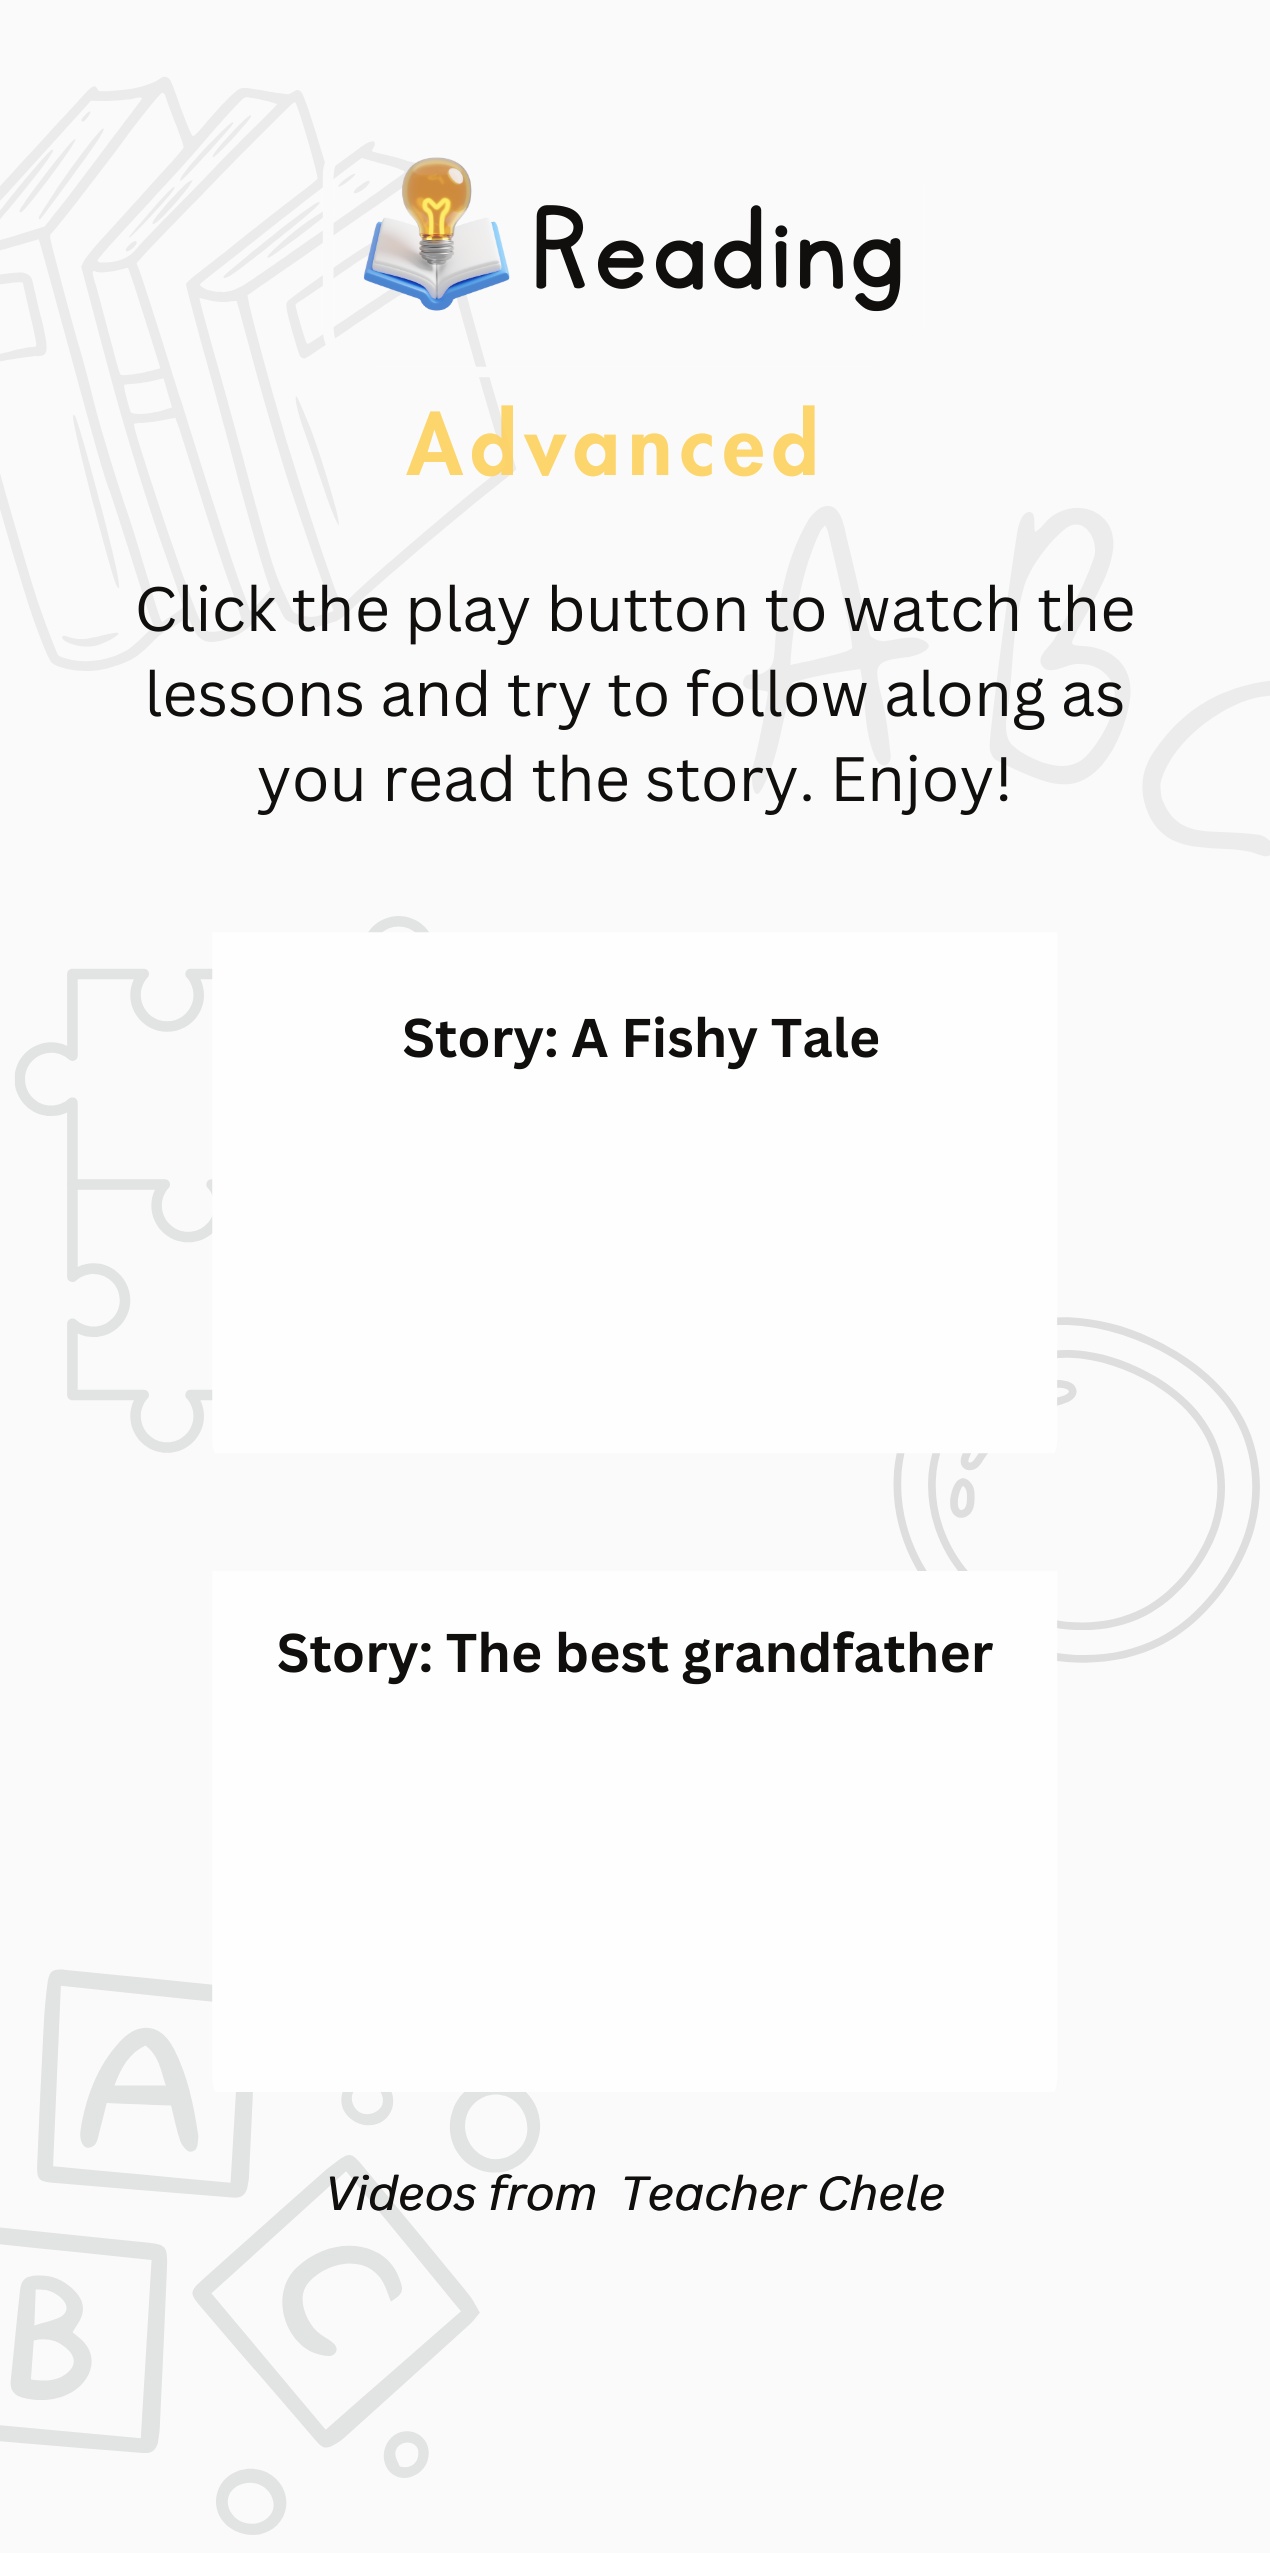 Reading
Advanced
Click the play button to watch the
lessons and try to follow along as
you read the story. Enjoy!
A B
Story: A Fishy Tale
Story: The best grandfather
A
Videos from Teacher Chele
B
C